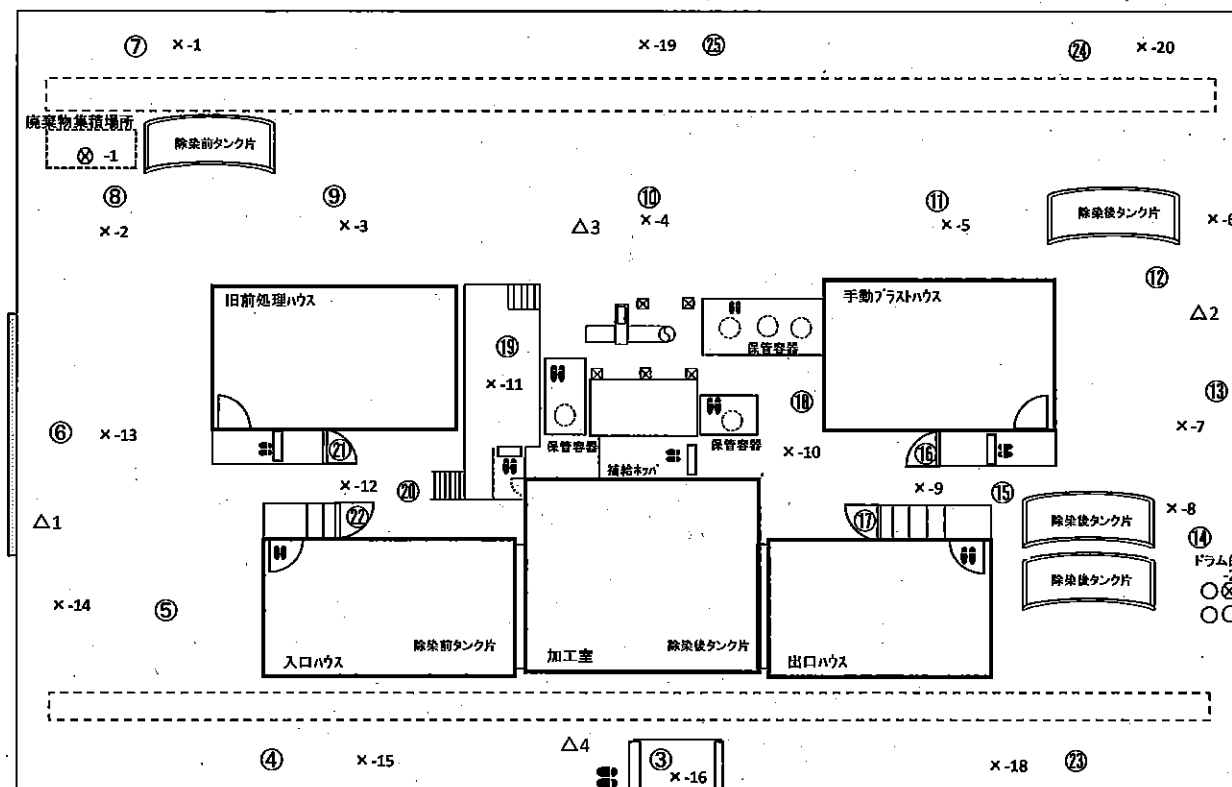 ⑦ ×-1 ×-19 ㉕ ㉔ ×-20
廃棄物集積場所
⊗ -1
除染前タンク片
⑧ ⑨ ⑩ ⑪
除染後タンク片
×-2 ×-3 △3 ×-4 ×-5 ×-6
⑫
旧前処理ハウス
手動ブラストハウス
△2
⑲
保管容器
×-11
⑱ ⑬
⑥ ×-13 ×-7
㉑ 保管容器 保管容器 ×-10 ⑯
補給ホッパ
×-12 ⑳ ×-9 ⑮
△1 ㉒ ⑰ 除染後タンク片 ×-8
⑭
ドラム
除染後タンク片
×-14 ⑤
入口ハウス 除染前タンク片 加工室 除染後タンク片 出口ハウス
④ ×-15 △4 ③ ×-16 ×-18 ㉓